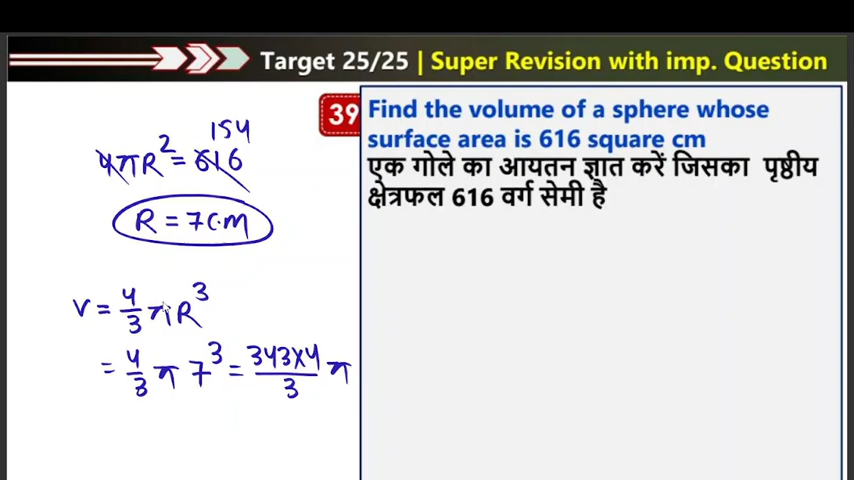 Target 25/25 | Super Revision with imp. Question
39
Find the volume of a sphere whose
surface area is 616 square cm
एक गोले का आयतन ज्ञात करें जिसका पृष्ठीय
क्षेत्रफल 616 वर्ग सेमी है
154
4πR² = 616
R = 7cm
V = 4/3 πR³
= 4/3 π 7³ = 343×4/3 π